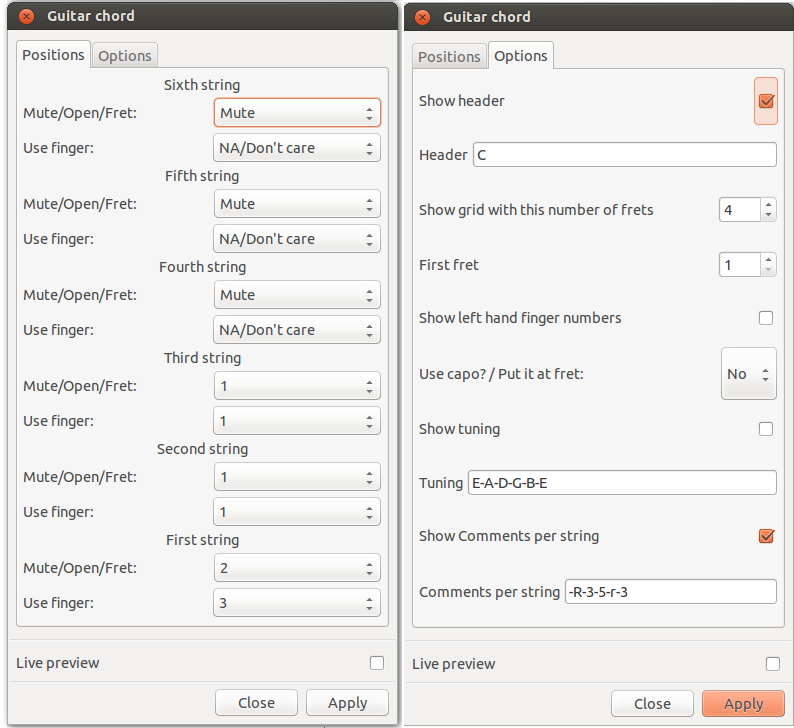 Guitar chord
Positions Options
Sixth string
Mute/Open/Fret: Mute
Use finger: NA/Don't care
Fifth string
Mute/Open/Fret: Mute
Use finger: NA/Don't care
Fourth string
Mute/Open/Fret: Mute
Use finger: NA/Don't care
Third string
Mute/Open/Fret: 1
Use finger: 1
Second string
Mute/Open/Fret: 1
Use finger: 1
First string
Mute/Open/Fret: 2
Use finger: 3
Live preview
Close Apply
Guitar chord
Positions Options
Show header
Header C
Show grid with this number of frets 4
First fret 1
Show left hand finger numbers
Use capo? / Put it at fret: No
Show tuning
Tuning E-A-D-G-B-E
Show Comments per string
Comments per string -R-3-5-r-3
Live preview
Close Apply